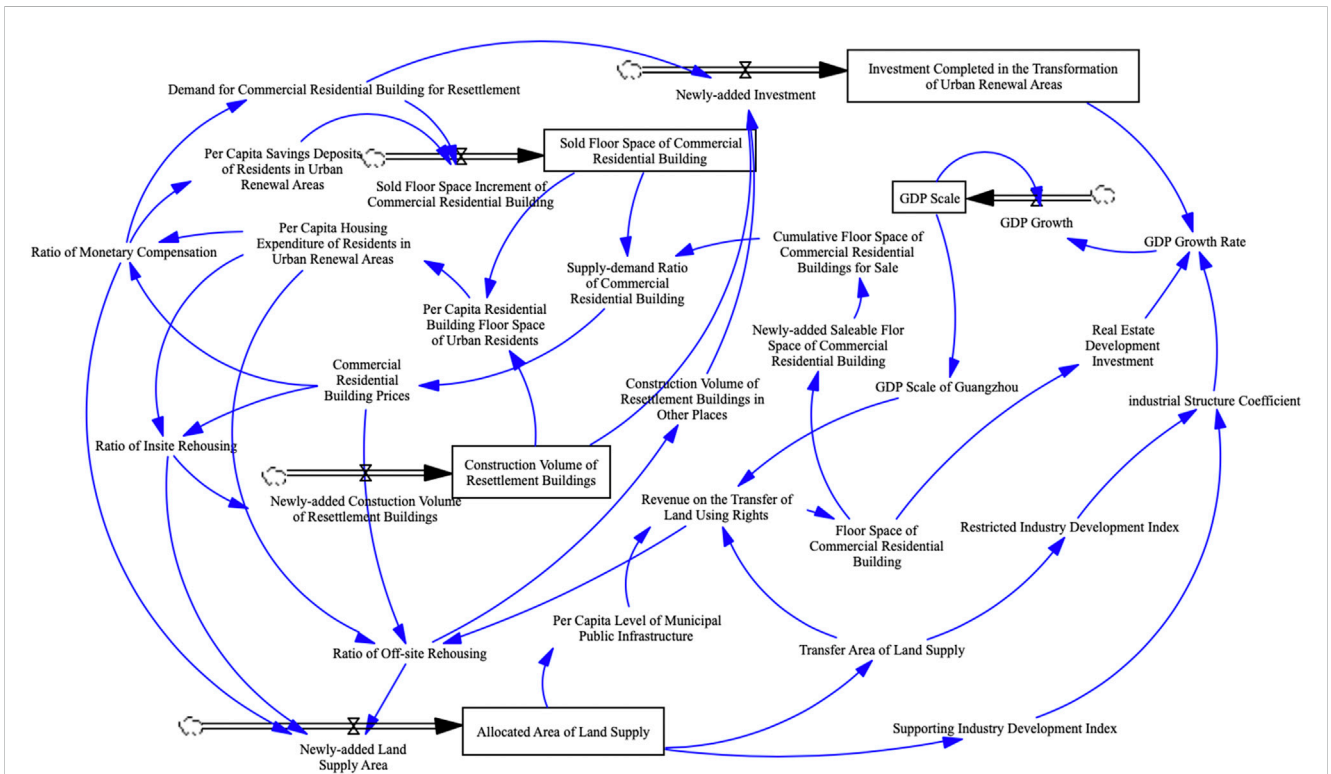 Investment Completed in the Transformation
of Urban Renewal Areas
Demand for Commercial Residential Building for Resettlement
Newly-added Investment
Per Capita Savings Deposits
of Residents in Urban
Renewal Areas
Sold Floor Space of Commercial
Residential Building
Sold Floor Space Increment of
Commercial Residential Building
GDP Scale
GDP Growth
Ratio of Monetary Compensation
Per Capita Housing
Expenditure of Residents in
Urban Renewal Areas
Cumulative Floor Space of
Commercial Residential
Buildings for Sale
GDP Growth Rate
Supply-demand Ratio
of Commercial
Residential Building
Per Capita Residential
Building Floor Space
of Urban Residents
Newly-added Saleable Flor
Space of Commercial
Residential Building
Real Estate
Development
Investment
Commercial
Residential
Building Prices
Construction Volume of
Resettlement Buildings in
Other Places
GDP Scale of Guangzhou
industrial Structure Coefficient
Ratio of Insite Rehousing
Construction Volume of
Resettlement Buildings
Newly-added Constuction Volume
of Resettlement Buildings
Revenue on the Transfer of
Land Using Rights
Floor Space of
Commercial Residential
Building
Restricted Industry Development Index
Per Capita Level of Municipal
Public Infrastructure
Ratio of Off-site Rehousing
Transfer Area of Land Supply
Allocated Area of Land Supply
Supporting Industry Development Index
Newly-added Land
Supply Area